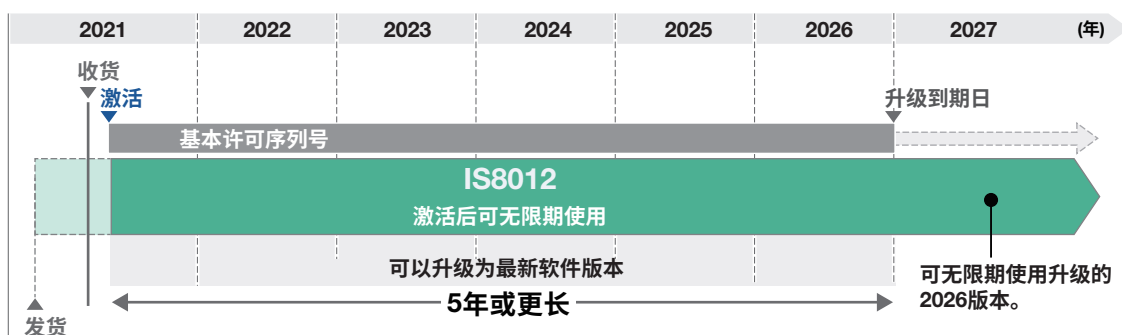 2021 2022 2023 2024 2025 2026 2027 (年)
收货
激活
升级到期日
基本许可序列号
IS8012
激活后可无限期使用
可以升级为最新软件版本
可无限期使用升级的
2026版本。
5年或更长
发货